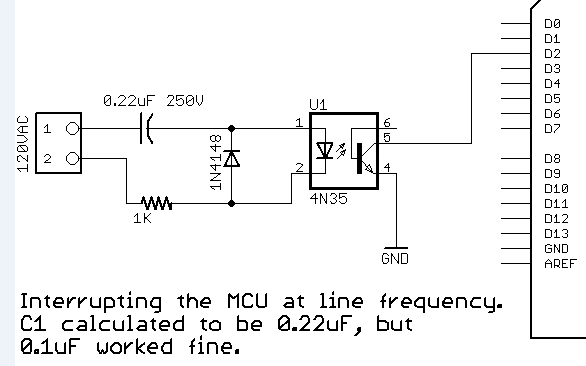 0.22uF 250V
120VAC
1
2
1K
1N4148
U1
1
2
6
5
4
4N35
GND
D0
D1
D2
D3
D4
D5
D6
D7
D8
D9
D10
D11
D12
D13
GND
AREF
Interrupting the MCU at line frequency.
C1 calculated to be 0.22uF, but
0.1uF worked fine.